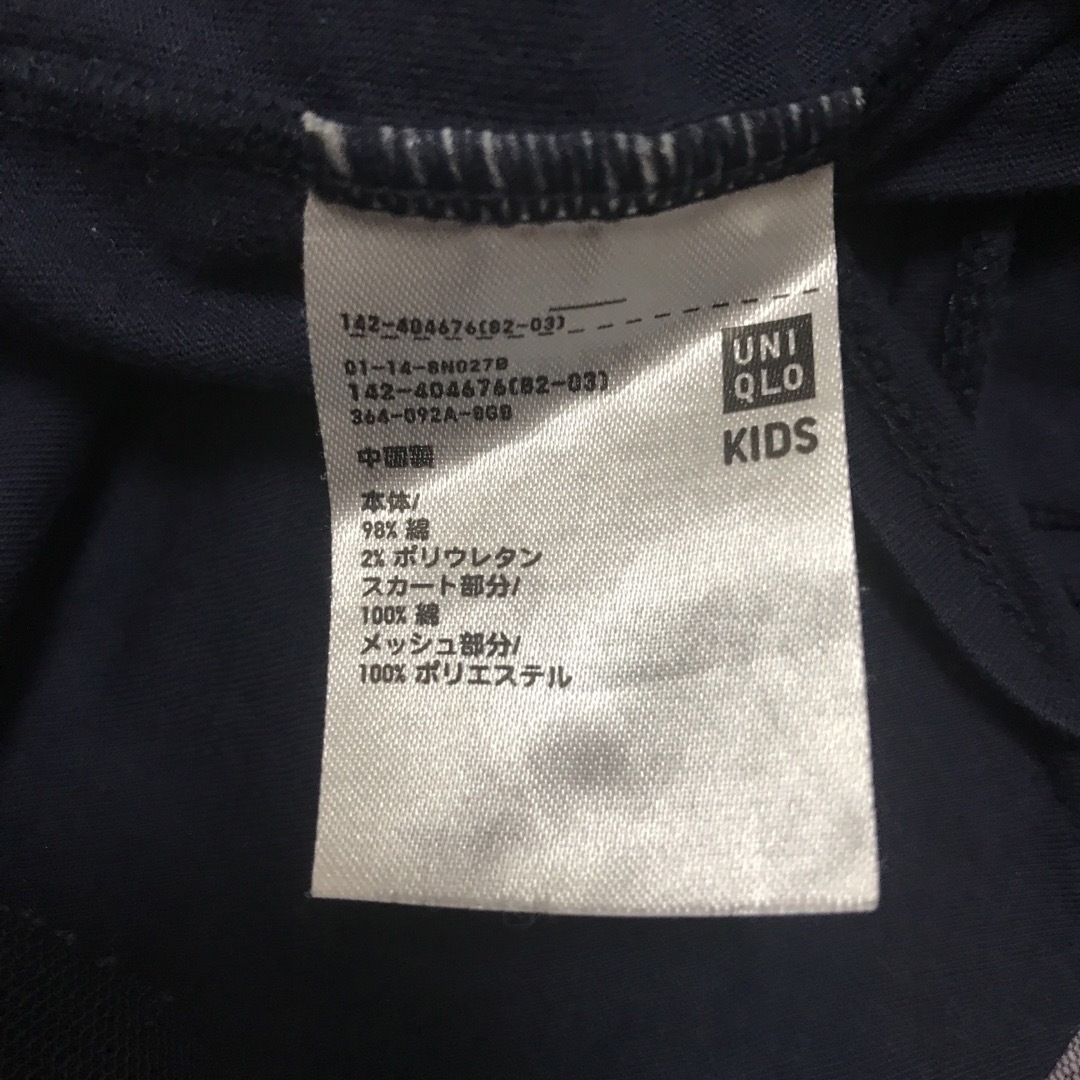 142-404676(82-03)
01-14-8N027B
142-404676(82-03)
364-092A-8GB
中国製
本体/
98% 綿
2% ポリウレタン
スカート部分/
100% 綿
メッシュ部分/
100% ポリエステル
UNI
QLO
KIDS